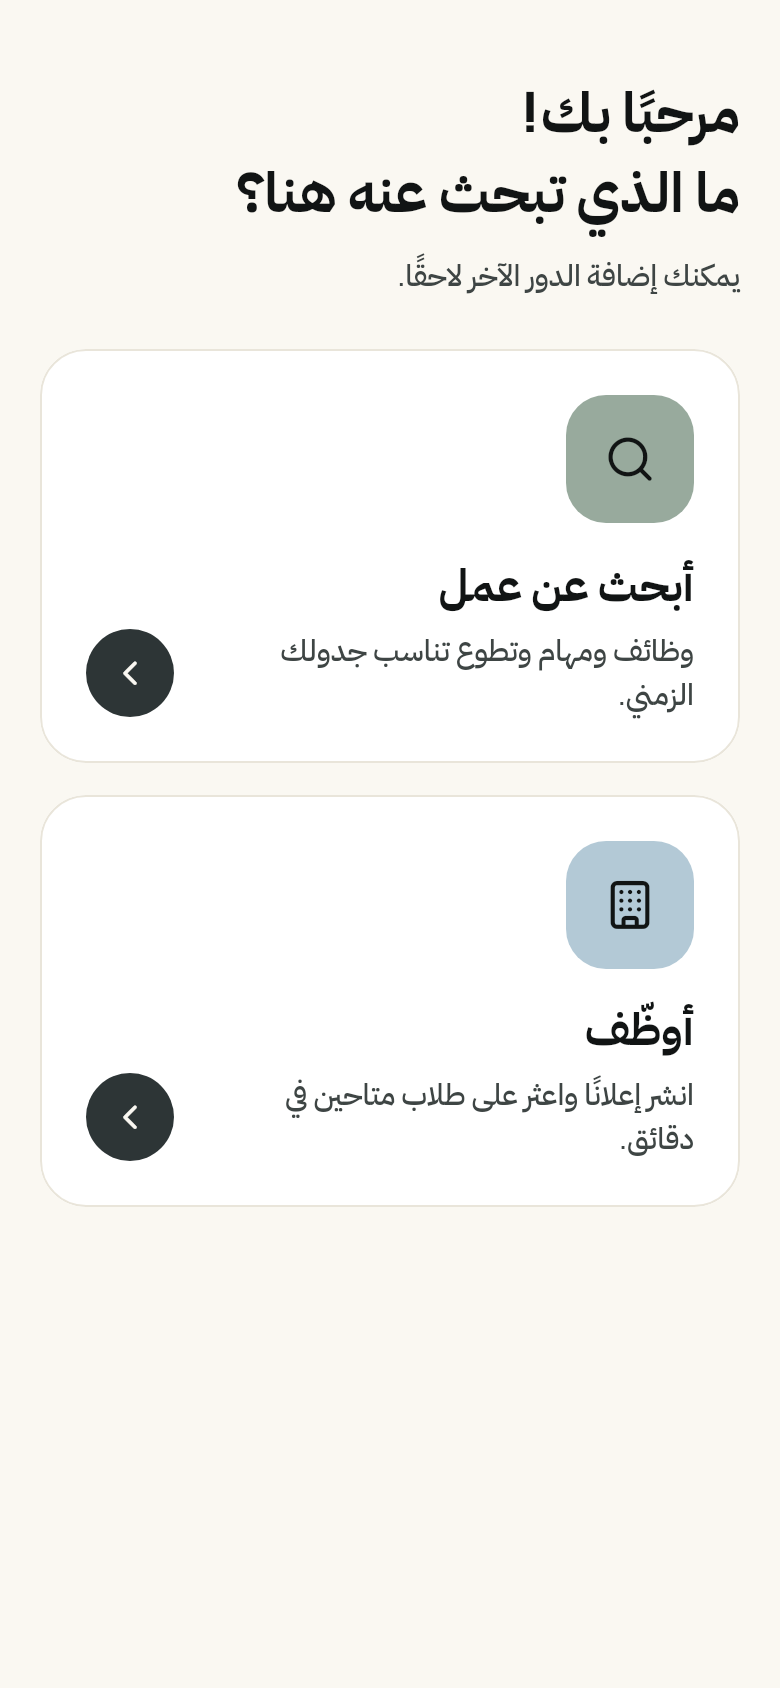 مرحبًا بك!
ما الذي تبحث عنه هنا؟
يمكنك إضافة الدور الآخر لاحقًا.
أبحث عن عمل
وظائف ومهام وتطوع تناسب جدولك
الزمني.
أوظّف
انشر إعلانًا واعثر على طلاب متاحين في
دقائق.